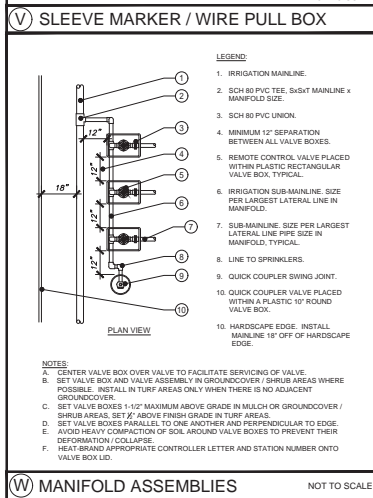 V SLEEVE MARKER / WIRE PULL BOX
LEGEND:
1. IRRIGATION MAINLINE.
2. SCH 80 PVC TEE, SxSxT MAINLINE x
MANIFOLD SIZE.
3. SCH 80 PVC UNION.
4. MINIMUM 12" SEPARATION
BETWEEN ALL VALVE BOXES.
5. REMOTE CONTROL VALVE PLACED
WITHIN PLASTIC RECTANGULAR
VALVE BOX, TYPICAL.
6. IRRIGATION SUB-MAINLINE. SIZE
PER LARGEST LATERAL LINE IN
MANIFOLD.
7. SUB-MAINLINE. SIZE PER LARGEST
LATERAL LINE PIPE SIZE IN
MANIFOLD, TYPICAL.
8. LINE TO SPRINKLERS.
9. QUICK COUPLER SWING JOINT.
10. QUICK COUPLER VALVE PLACED
WITHIN A PLASTIC 10" ROUND
VALVE BOX.
10. HARDSCAPE EDGE. INSTALL
MAINLINE 18" OFF OF HARDSCAPE
EDGE.
1
2
12"
3
4
12"
5
18"
6
12"
7
12"
8
9
10
PLAN VIEW
NOTES:
A. CENTER VALVE BOX OVER VALVE TO FACILITATE SERVICING OF VALVE.
B. SET VALVE BOX AND VALVE ASSEMBLY IN GROUNDCOVER / SHRUB AREAS WHERE
POSSIBLE. INSTALL IN TURF AREAS ONLY WHEN THERE IS NO ADJACENT
GROUNDCOVER.
C. SET VALVE BOXES 1-1/2" MAXIMUM ABOVE GRADE IN MULCH OR GROUNDCOVER /
SHRUB AREAS, SET ABOVE FINISH GRADE IN TURF AREAS.
D. SET VALVE BOXES PARALLEL TO ONE ANOTHER AND PERPENDICULAR TO EDGE.
E. AVOID HEAVY COMPACTION OF SOIL AROUND VALVE BOXES TO PREVENT THEIR
DEFORMATION / COLLAPSE.
F. HEAT-BRAND APPROPRIATE CONTROLLER LETTER AND STATION NUMBER ONTO
VALVE BOX LID.
W MANIFOLD ASSEMBLIES NOT TO SCALE